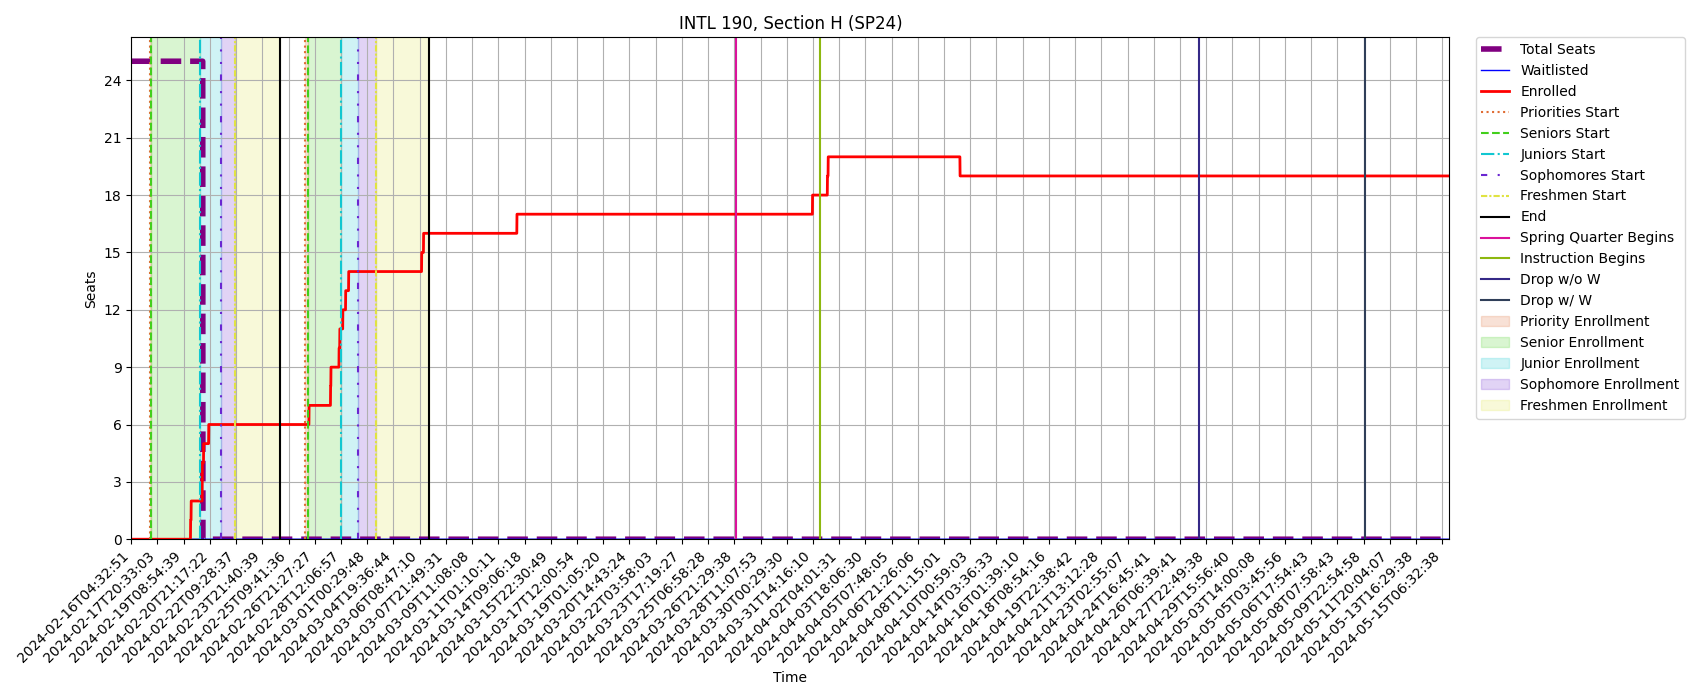 INTL 190, Section H (SP24)
Total Seats
Waitlisted
Enrolled
Priorities Start
Seniors Start
Juniors Start
Sophomores Start
Freshmen Start
End
Spring Quarter Begins
Instruction Begins
Drop w/o W
Drop w/ W
Priority Enrollment
Senior Enrollment
Junior Enrollment
Sophomore Enrollment
Freshmen Enrollment
Seats
24
21
18
15
12
9
6
3
0
2024-02-16T04:32:51
2024-02-17T20:33:03
2024-02-19T08:54:39
2024-02-20T21:17:22
2024-02-22T09:28:37
2024-02-23T21:40:39
2024-02-25T09:41:36
2024-02-26T21:27:27
2024-02-28T12:06:57
2024-03-01T00:29:48
2024-03-04T19:36:44
2024-03-06T08:47:10
2024-03-07T21:49:31
2024-03-09T11:08:09
2024-03-11T01:10:11
2024-03-14T09:06:18
2024-03-15T22:30:49
2024-03-17T12:00:54
2024-03-19T01:05:20
2024-03-20T14:43:24
2024-03-22T03:58:03
2024-03-23T17:19:27
2024-03-25T06:58:28
2024-03-26T21:29:38
2024-03-28T11:07:53
2024-03-30T00:29:30
2024-03-31T14:16:10
2024-04-02T04:01:31
2024-04-03T18:06:30
2024-04-05T07:48:05
2024-04-06T21:26:06
2024-04-08T11:15:01
2024-04-10T00:59:03
2024-04-14T03:36:33
2024-04-16T01:39:10
2024-04-18T08:54:16
2024-04-19T22:38:42
2024-04-21T13:12:28
2024-04-23T02:55:07
2024-04-24T16:45:41
2024-04-26T06:39:41
2024-04-27T22:49:38
2024-04-29T15:56:40
2024-05-03T14:00:08
2024-05-05T03:45:56
2024-05-06T17:54:43
2024-05-08T07:58:43
2024-05-09T22:54:58
2024-05-11T20:04:07
2024-05-13T16:29:38
2024-05-15T06:32:38
Time